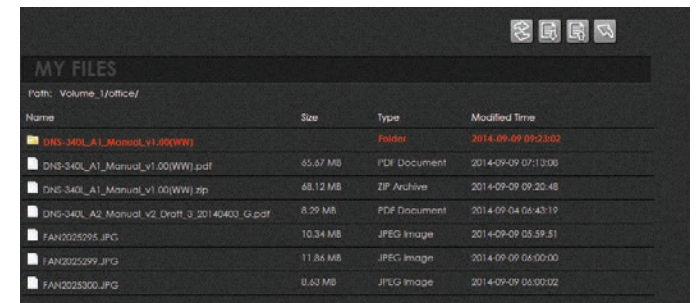 MY FILES
Path: Volume_1/office/
Name Size Type Modified Time
DNS-340L_A1_Manual_v1.00(WW) Folder 2014-09-09 09:23:02
DNS-340L_A1_Manual_v1.00(WW).pdf 65.67 MB PDF Document 2014-09-09 07:13:08
DNS-340L_A1_Manual_v1.00(WW).zip 68.12 MB ZIP Archive 2014-09-09 09:20:48
DNS-340L_A2_Manual_v2_Draft_3_20140403_G.pdf 8.29 MB PDF Document 2014-09-04 06:43:19
FAN2025295.JPG 10.34 MB JPEG Image 2014-09-09 05:59:51
FAN2025299.JPG 11.86 MB JPEG Image 2014-09-09 06:00:00
FAN2025300.JPG 8.63 MB JPEG Image 2014-09-09 06:00:02